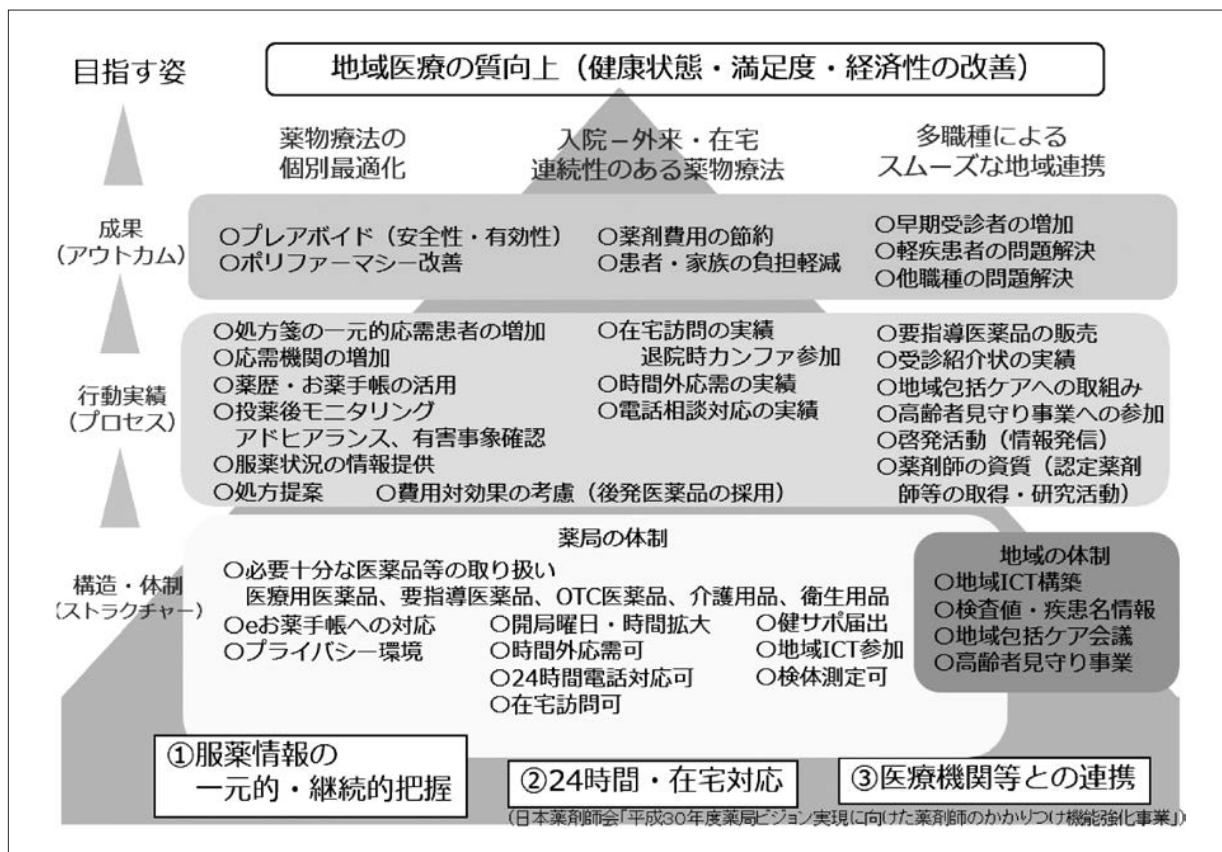 目指す姿
地域医療の質向上（健康状態・満足度・経済性の改善）
薬物療法の
個別最適化
入院－外来・在宅
連続性のある薬物療法
多職種による
スムーズな地域連携
成果
（アウトカム）
○プレアボイド（安全性・有効性）
○ポリファーマシー改善
○薬剤費用の節約
○患者・家族の負担軽減
○早期受診者の増加
○軽疾患者の問題解決
○他職種の問題解決
行動実績
（プロセス）
○処方箋の一元的応需患者の増加
○応需機関の増加
○薬歴・お薬手帳の活用
○投薬後モニタリング
アドヒアランス、有害事象確認
○服薬状況の情報提供
○処方提案　○費用対効果の考慮（後発医薬品の採用）
○在宅訪問の実績
退院時カンファ参加
○時間外応需の実績
○電話相談対応の実績
○要指導医薬品の販売
○受診紹介状の実績
○地域包括ケアへの取組み
○高齢者見守り事業への参加
○啓発活動（情報発信）
○薬剤師の資質（認定薬剤
師等の取得・研究活動）
構造・体制
（ストラクチャー）
薬局の体制
○必要十分な医薬品等の取り扱い
医療用医薬品、要指導医薬品、OTC医薬品、介護用品、衛生用品
○eお薬手帳への対応
○プライバシー環境
○開局曜日・時間拡大
○時間外応需可
○24時間電話対応可
○在宅訪問可
○健サポ届出
○地域ICT参加
○検体測定可
地域の体制
○地域ICT構築
○検査値・疾患名情報
○地域包括ケア会議
○高齢者見守り事業
①服薬情報の
一元的・継続的把握
②24時間・在宅対応
③医療機関等との連携
（日本薬剤師会「平成30年度薬局ビジョン実現に向けた薬剤師のかかりつけ機能強化事業」）